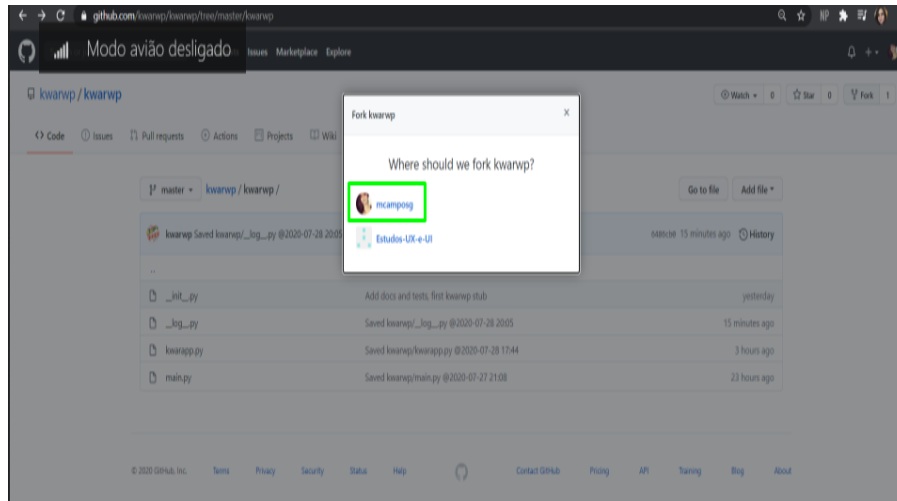 github.com/kwarwp/kwarwp/tree/master/kwarwp
Modo avião desligado
Issues Marketplace Explore
kwarwp / kwarwp
Watch 0 Star 0 Fork 1
Code Issues Pull requests Actions Projects Wiki
Fork kwarwp x
Where should we fork kwarwp?
mcamposg
Estudos-UX-e-UI
master kwarwp / kwarwp / Go to file Add file
kwarwp Saved kwarwp/_log__.py @2020-07-28 20:05 15 minutes ago History
..
__init__.py Add docs and tests, first kwarwp stub yesterday
__log__.py Saved kwarwp/_log__.py @2020-07-28 20:05 15 minutes ago
kwarapp.py Saved kwarwp/kwarapp.py @2020-07-28 17:44 3 hours ago
main.py Saved kwarwp/main.py @2020-07-27 21:08 23 hours ago
© 2020 GitHub, Inc. Terms Privacy Security Status Help Contact GitHub Pricing API Training Blog About